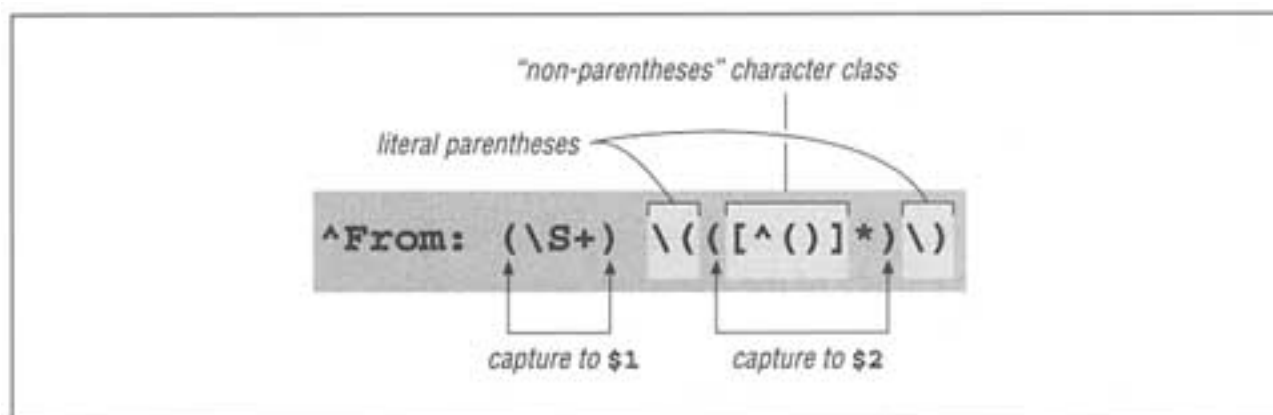 “non-parentheses” character class
literal parentheses
^From: (\S+) \(([^()]*)\)
capture to $1 capture to $2